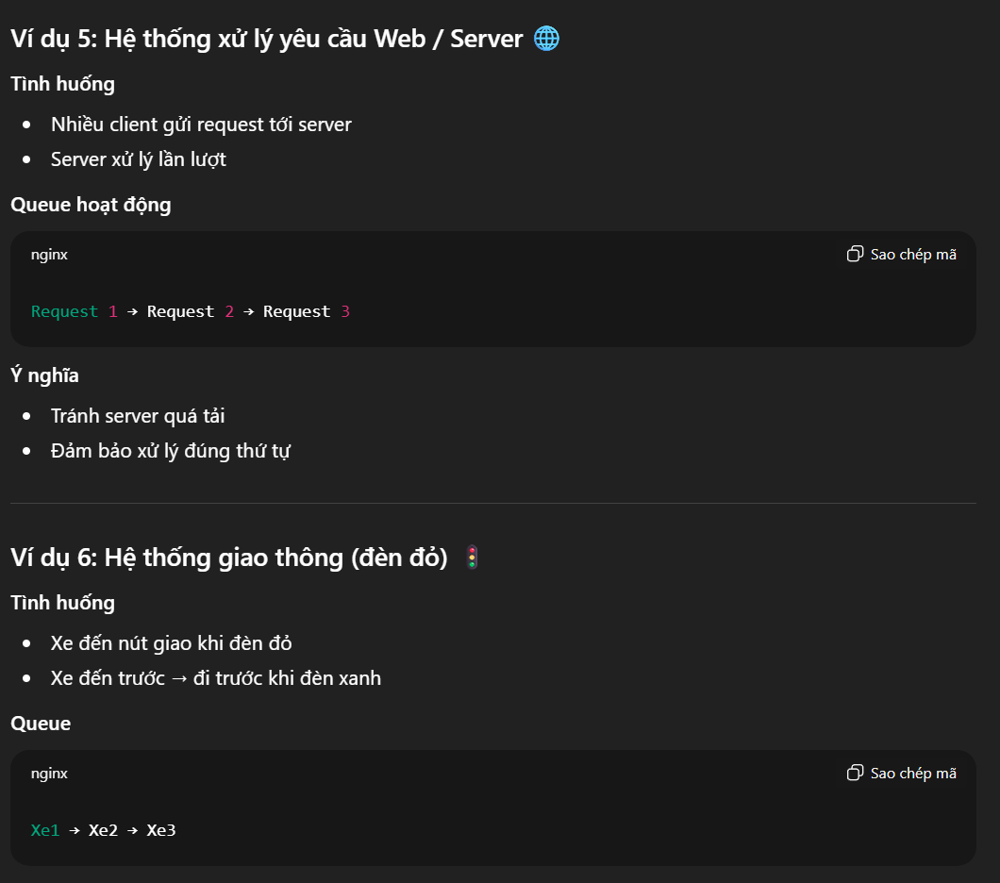 Ví dụ 5: Hệ thống xử lý yêu cầu Web / Server 🌐
Tình huống
• Nhiều client gửi request tới server
• Server xử lý lần lượt
Queue hoạt động
nginx
Sao chép mã
Request 1 → Request 2 → Request 3
Ý nghĩa
• Tránh server quá tải
• Đảm bảo xử lý đúng thứ tự
Ví dụ 6: Hệ thống giao thông (đèn đỏ) 🚦
Tình huống
• Xe đến nút giao khi đèn đỏ
• Xe đến trước → đi trước khi đèn xanh
Queue
nginx
Sao chép mã
Xe1 → Xe2 → Xe3